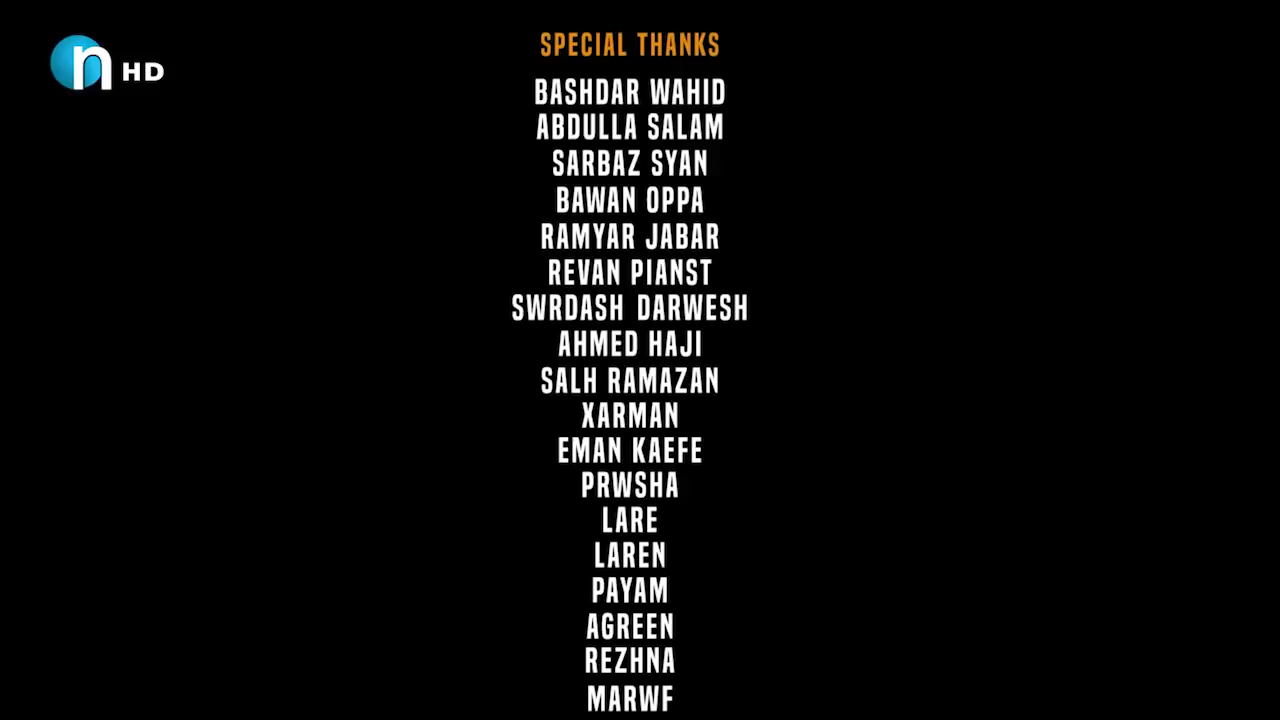 n HD
SPECIAL THANKS
BASHDAR WAHID
ABDULLA SALAM
SARBAZ SYAN
BAWAN OPPA
RAMYAR JABAR
REVAN PIANST
SWRDASH DARWESH
AHMED HAJI
SALH RAMAZAN
XARMAN
EMAN KAEFE
PRWSHA
LARE
LAREN
PAYAM
AGREEN
REZHNA
MARWF